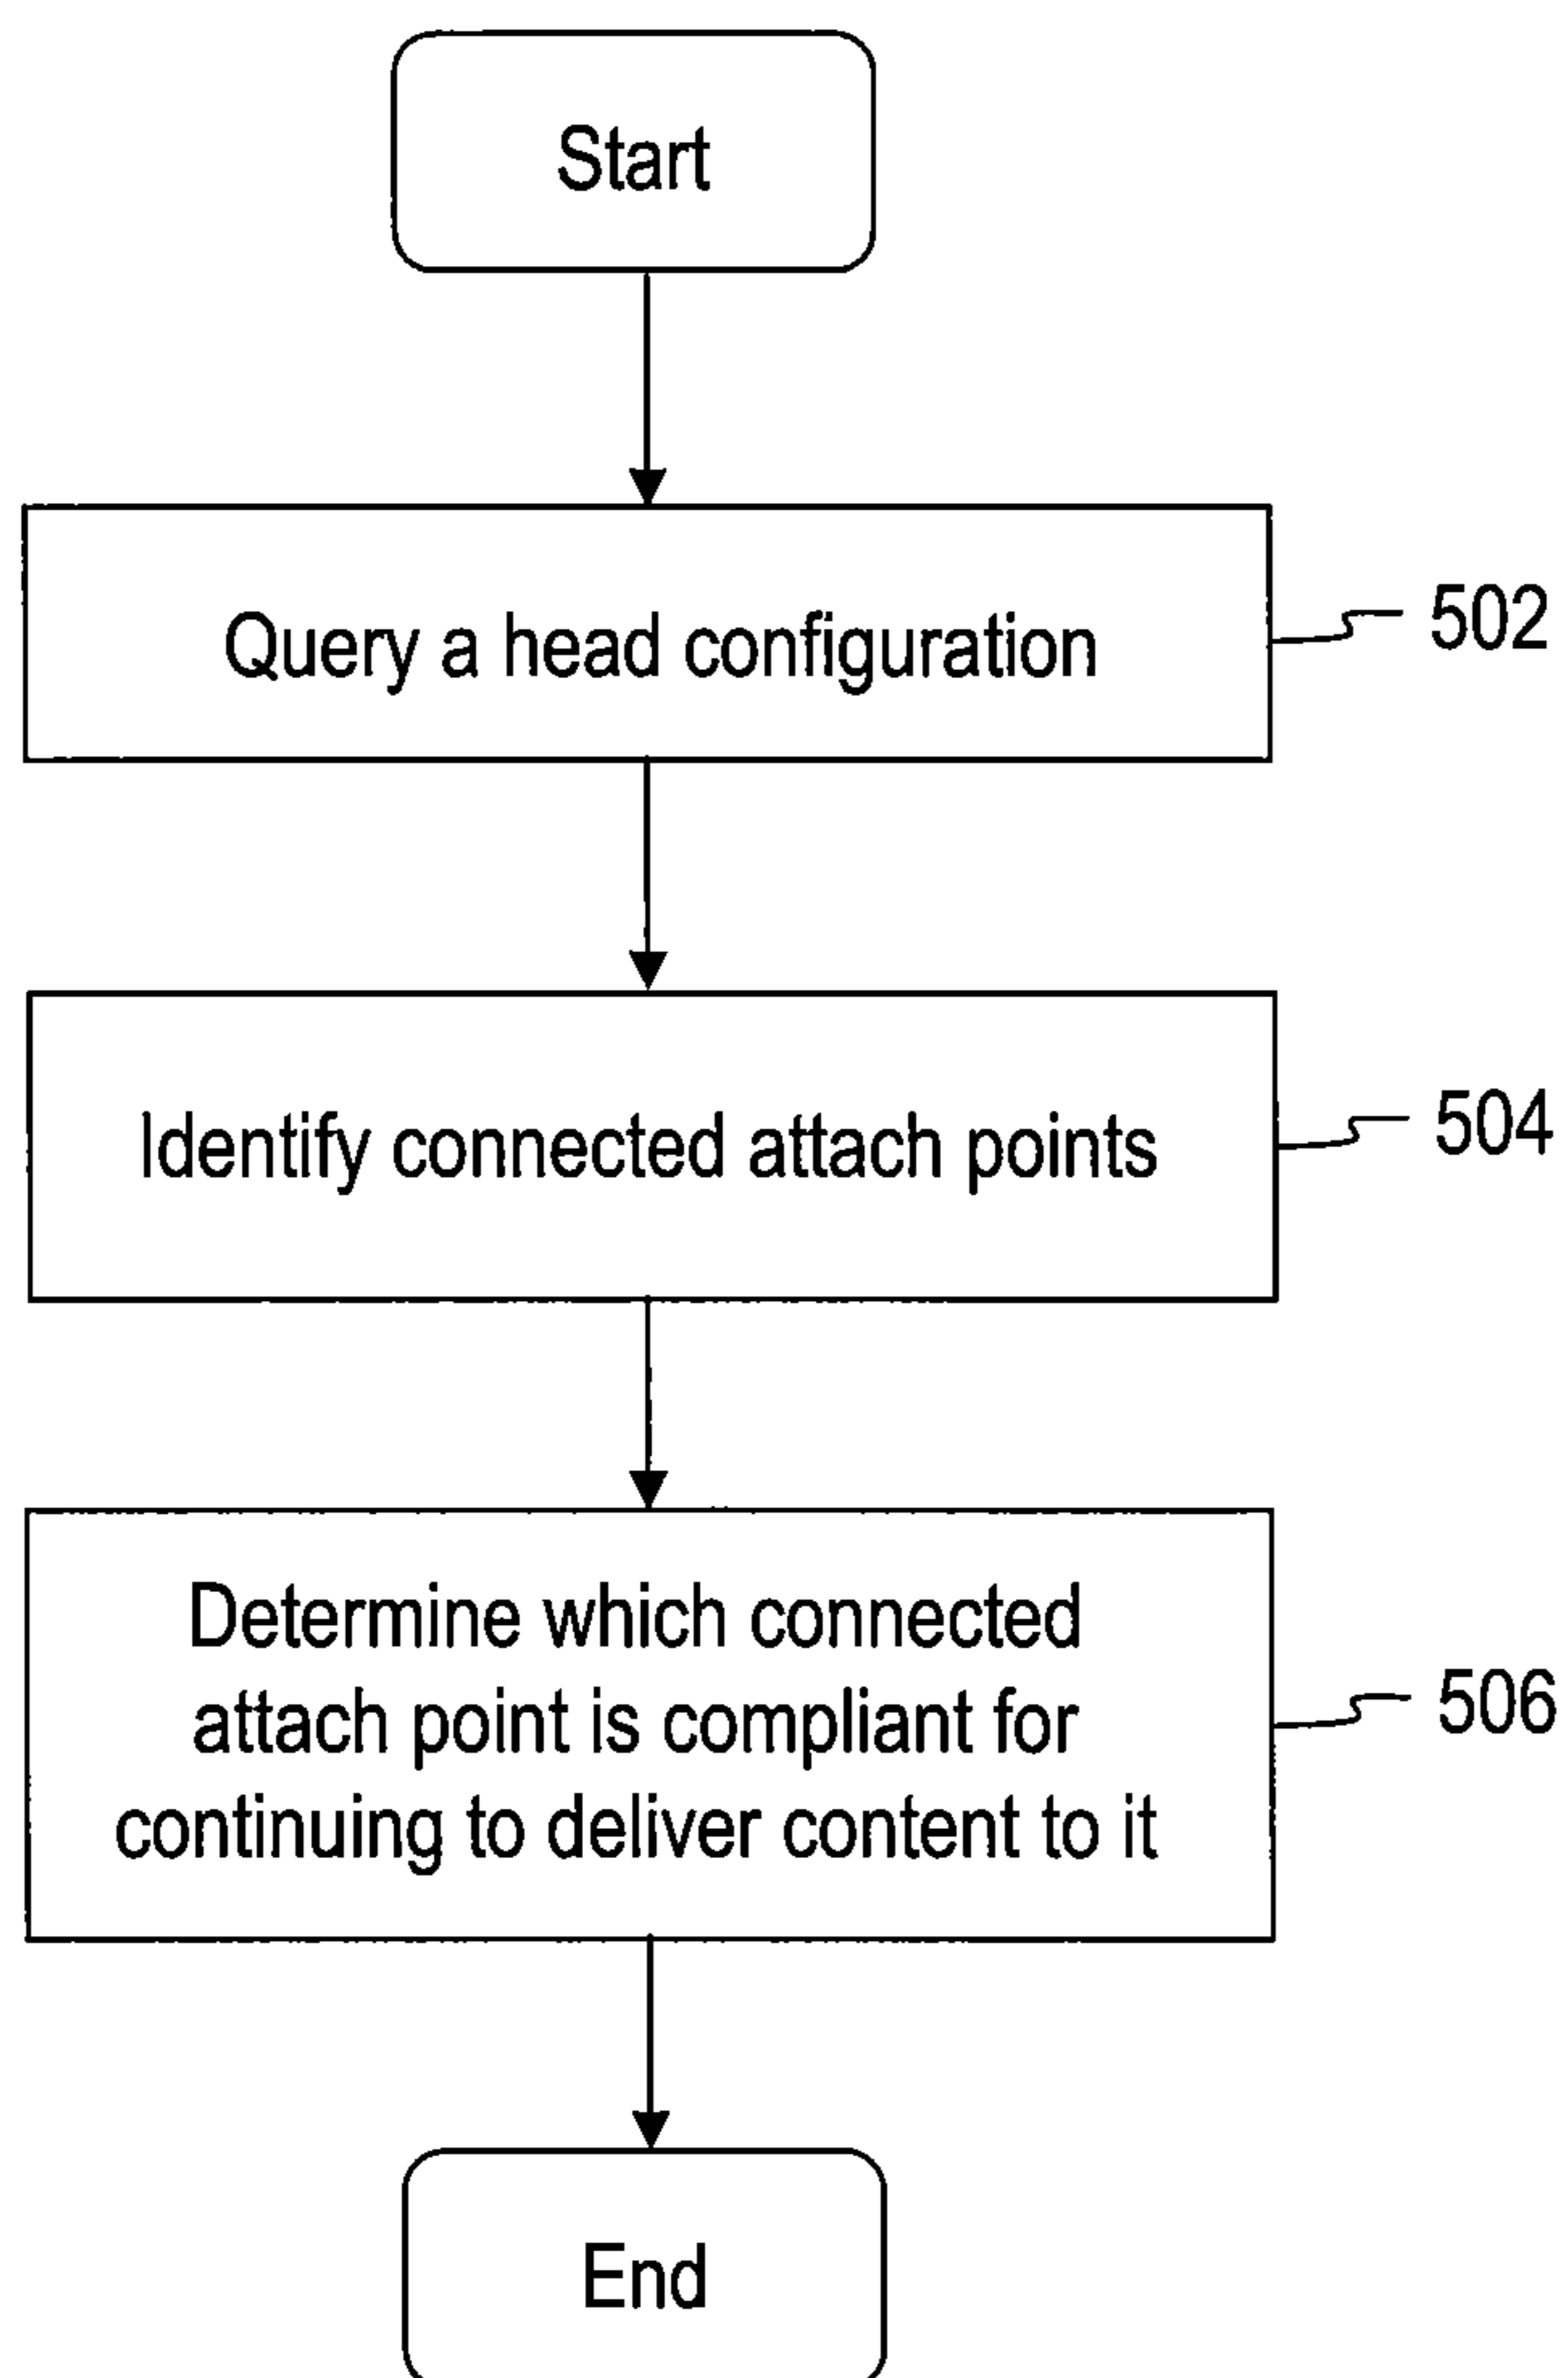 Start
Query a head configuration
502
Identify connected attach points
504
Determine which connected
attach point is compliant for
continuing to deliver content to it
506
End